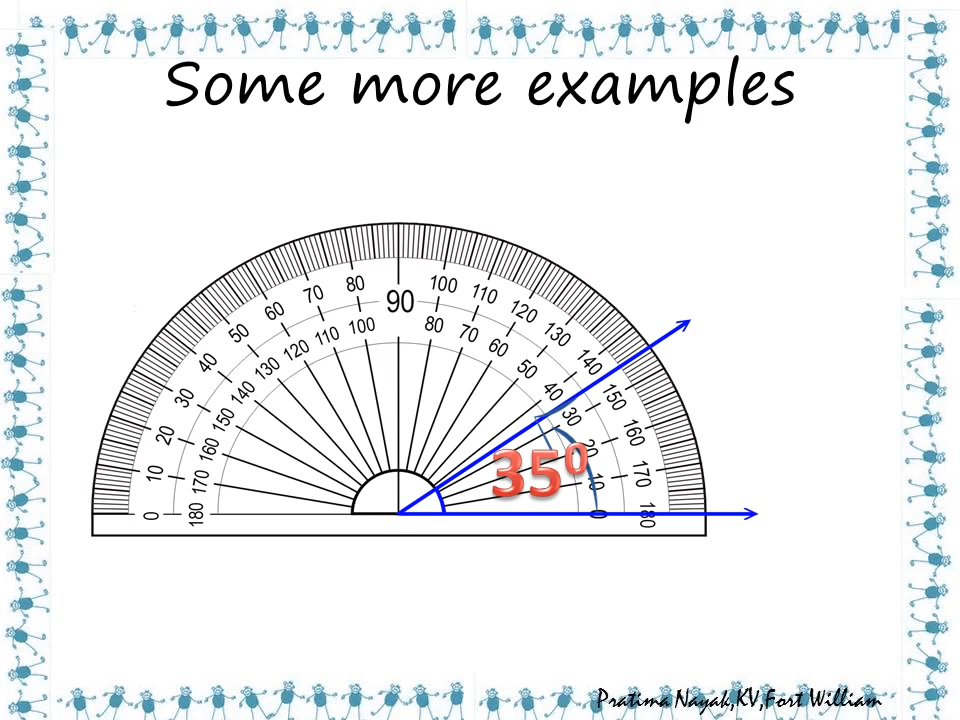 Some more examples
0 10 20 30 40 50 60 70 80 90 100 110 120 130 140 150 160 170 180
180 170 160 150 140 130 120 110 100 80 70 60 50 40 30 20 10 0
35⁰
Pratima Nayak,KV,Fort William